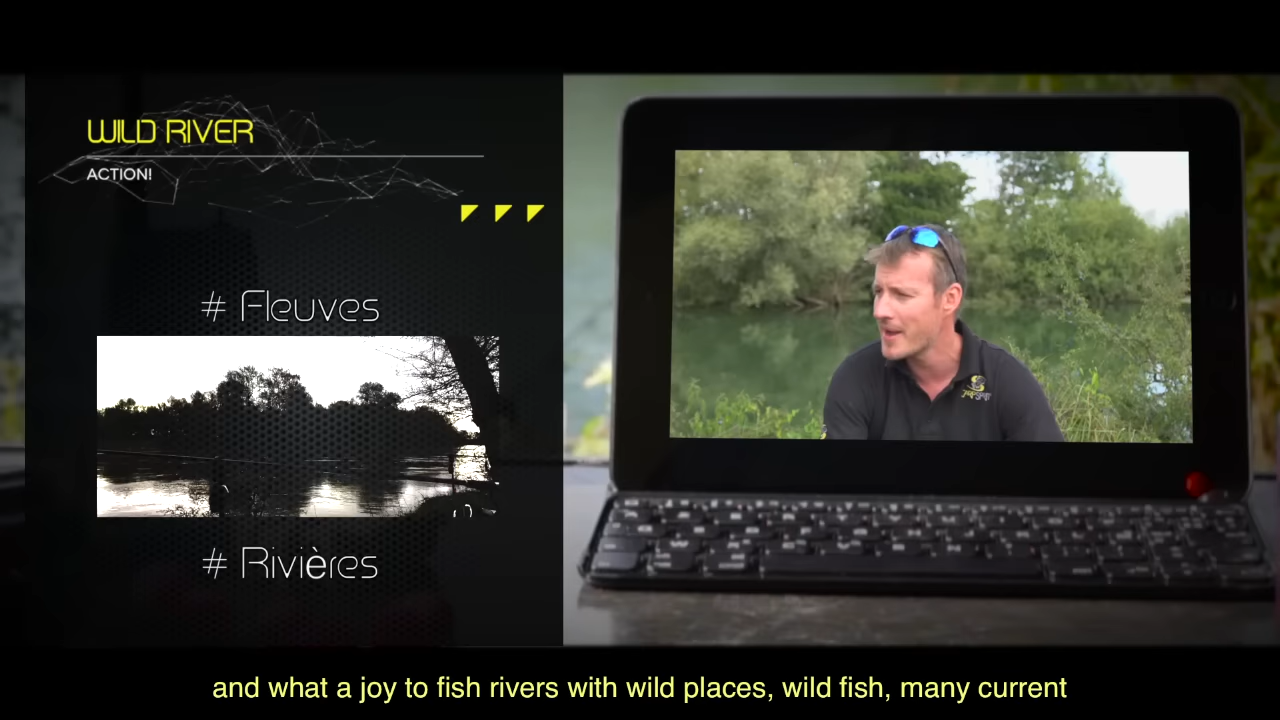 WILD RIVER
ACTION!
# Fleuves
# Rivières
and what a joy to fish rivers with wild places, wild fish, many current